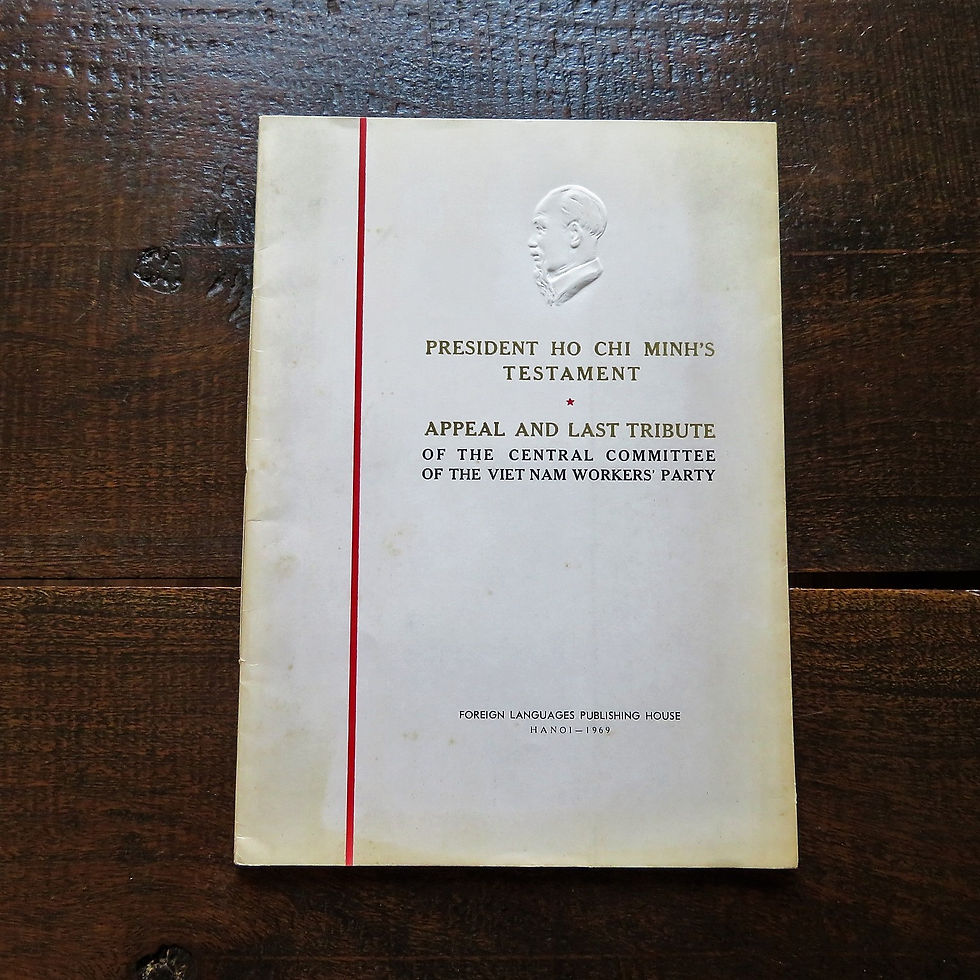 PRESIDENT HO CHI MINH'S
TESTAMENT
APPEAL AND LAST TRIBUTE
OF THE CENTRAL COMMITTEE
OF THE VIET NAM WORKERS' PARTY
FOREIGN LANGUAGES PUBLISHING HOUSE
HANOI—1969